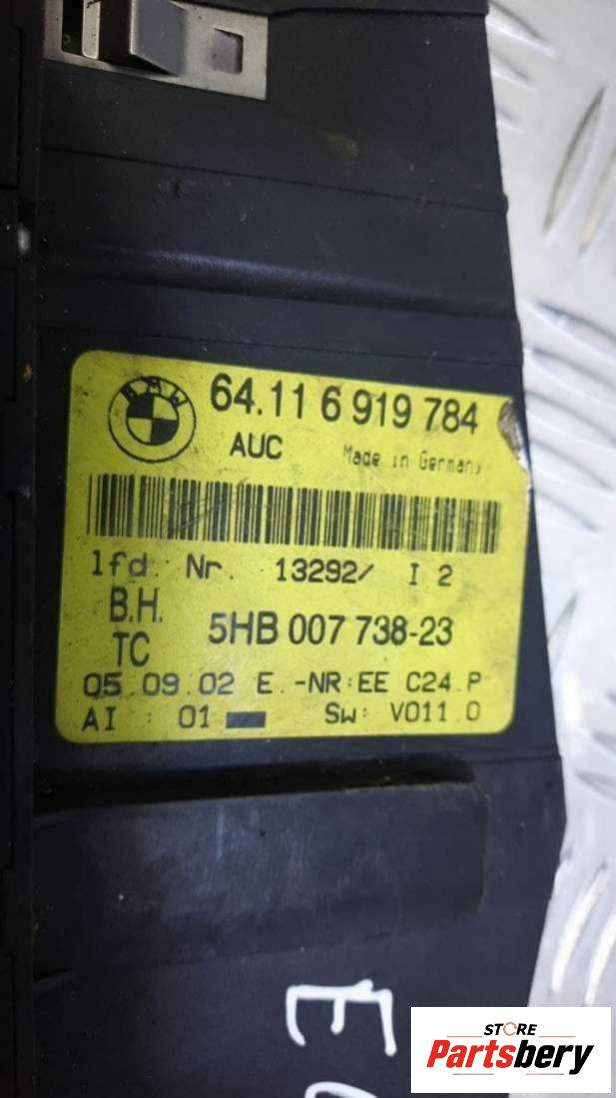 BMW
64.11 6 919 784
AUC Made in Germany
lfd. Nr. 13292/ I 2
B.H. 5HB 007 738-23
TC
05.09.02 E.-NR:EE C24.P
AI : 01 SW: V011.0
E
STORE
Partsbery